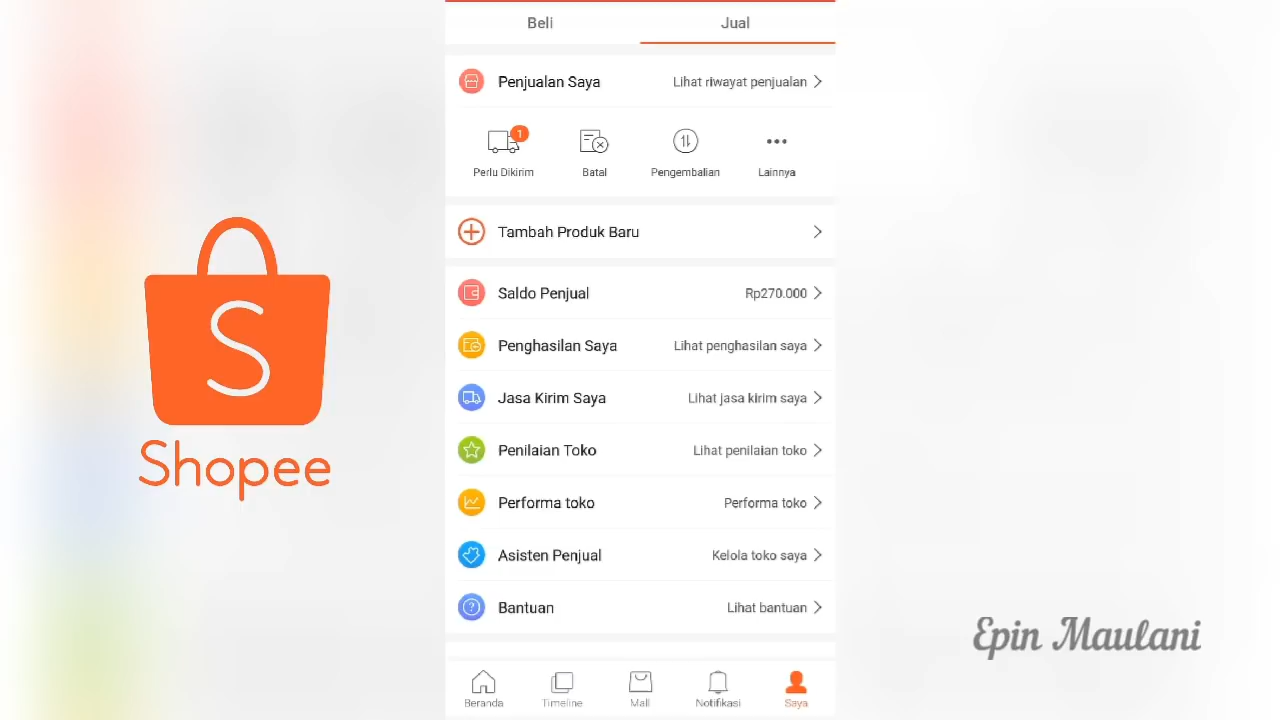 Beli Jual
Penjualan Saya Lihat riwayat penjualan
1
Perlu Dikirim Batal Pengembalian Lainnya
Tambah Produk Baru
Saldo Penjual Rp270.000
Penghasilan Saya Lihat penghasilan saya
Jasa Kirim Saya Lihat jasa kirim saya
Penilaian Toko Lihat penilaian toko
Performa toko Performa toko
Asisten Penjual Kelola toko saya
Bantuan Lihat bantuan
Beranda Timeline Mall Notifikasi Saya
S
Shopee
Epin Maulani